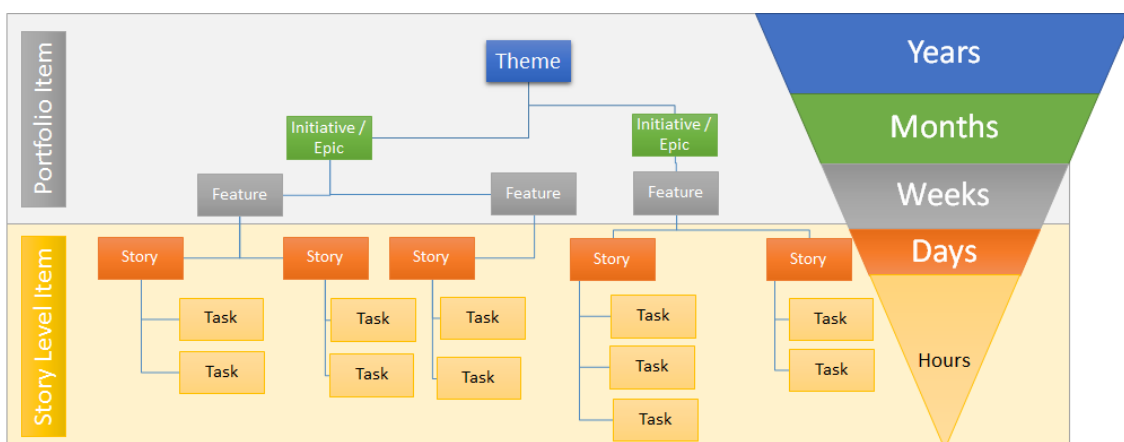 Portfolio Item
Theme
Years
Initiative /
Epic
Initiative /
Epic
Months
Feature
Feature
Feature
Weeks
Story Level Item
Story
Story
Story
Story
Story
Days
Task
Task
Task
Task
Task
Task
Task
Task
Task
Task
Task
Hours